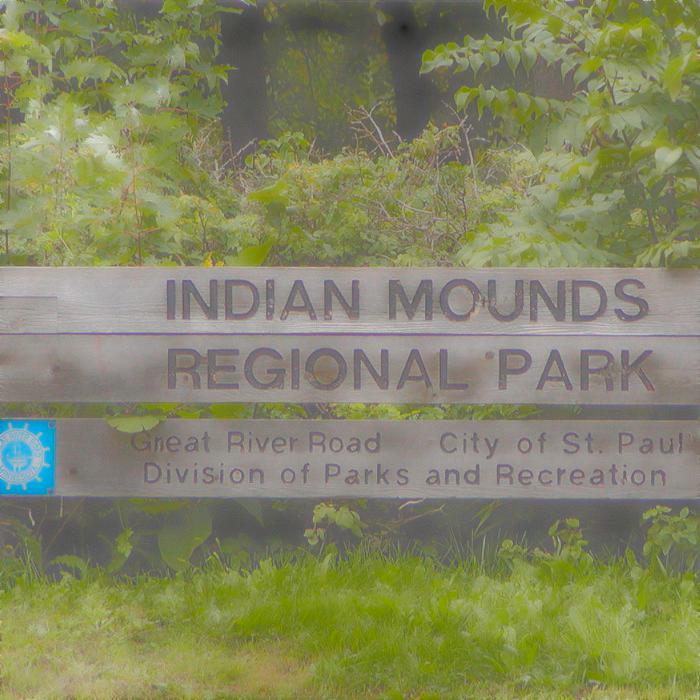 INDIAN MOUNDS
REGIONAL PARK
Great River Road City of St. Paul
Division of Parks and Recreation